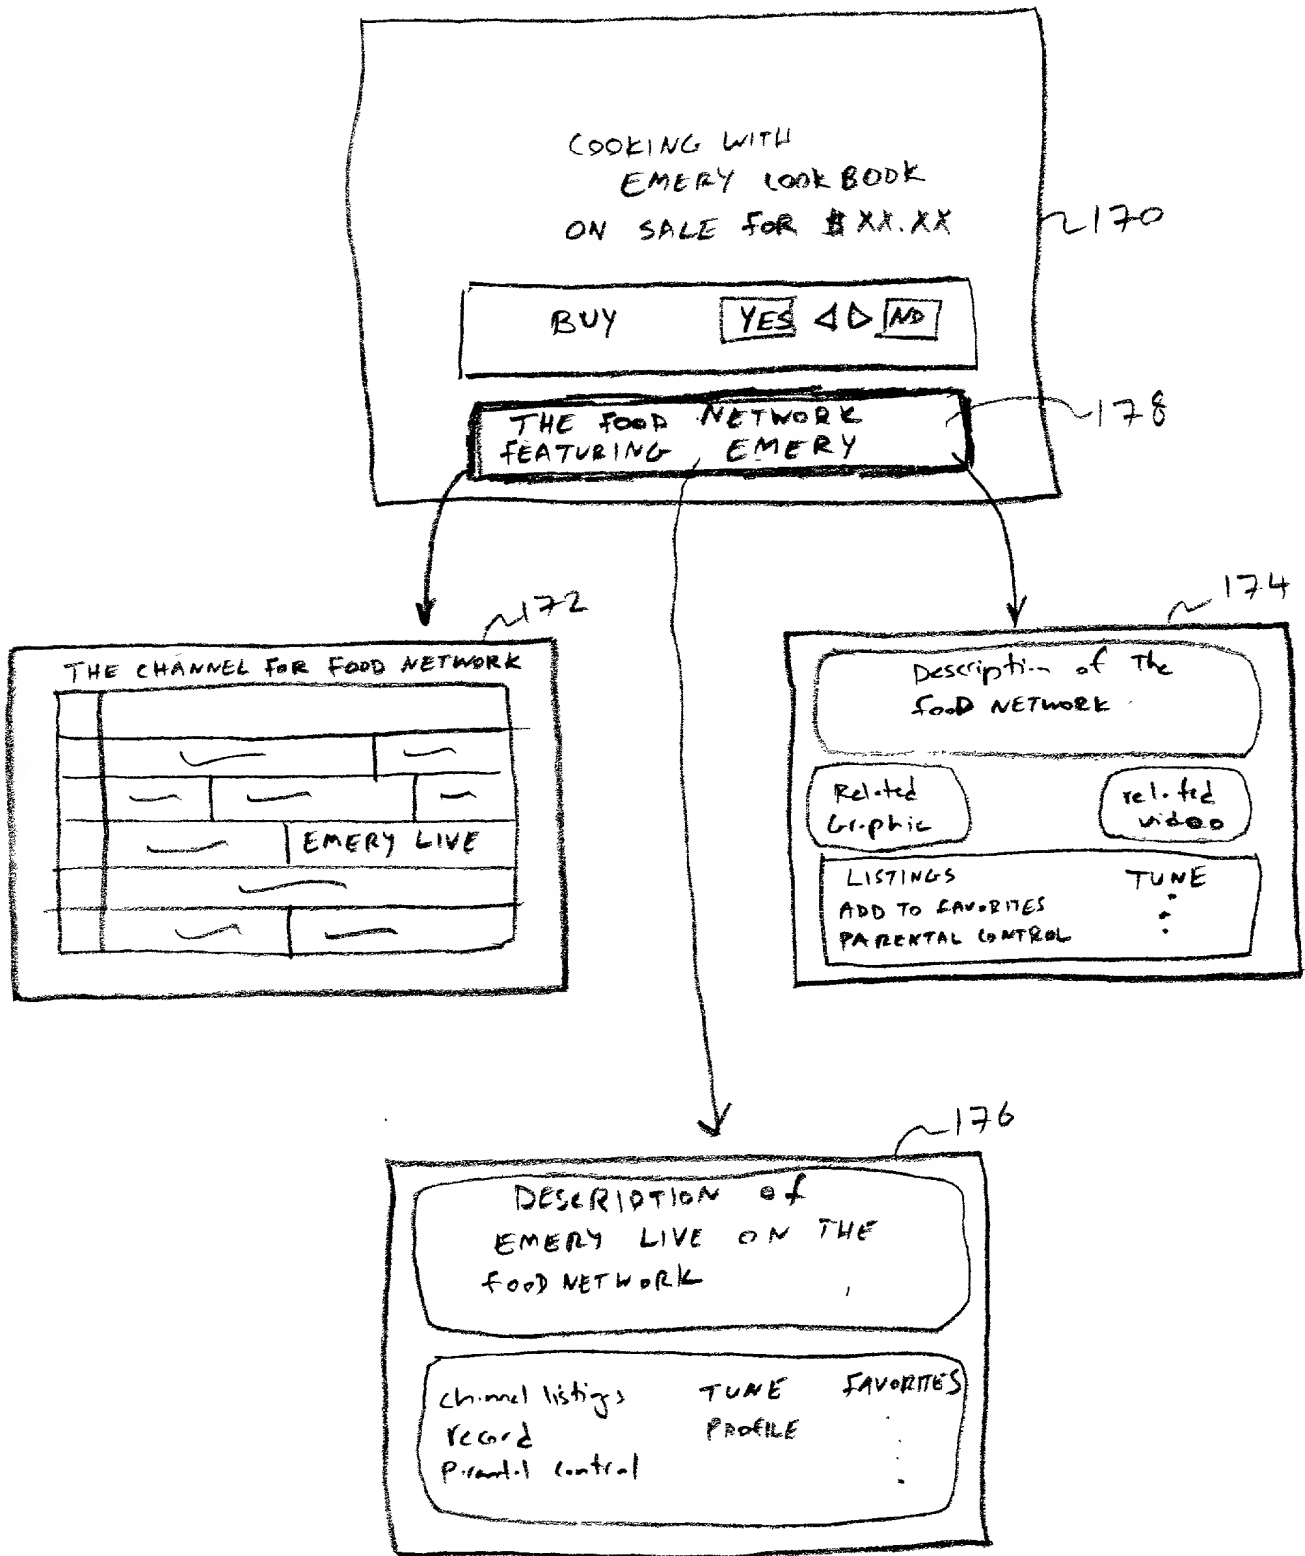 COOKING WITH
EMERY COOKBOOK
ON SALE FOR $XX.XX
170
BUY YES NO
THE FOOD NETWORK
FEATURING EMERY
178
172
THE CHANNEL FOR FOOD NETWORK
EMERY LIVE
174
Description of The
FOOD NETWORK
Related
Graphic
related
video
LISTINGS TUNE
ADD TO FAVORITES
PARENTAL CONTROL
176
DESCRIPTION of
EMERY LIVE ON THE
FOOD NETWORK
channel listings TUNE FAVORITES
record PROFILE
Parental control